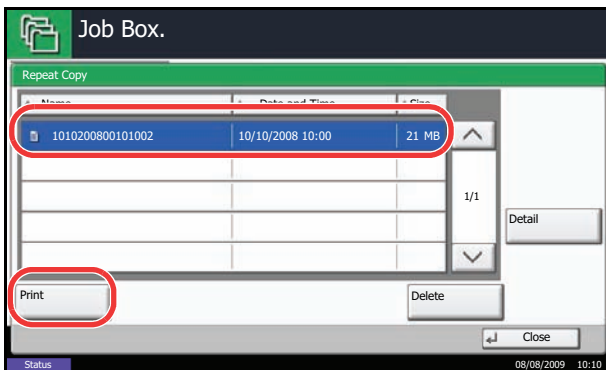 Job Box.
Repeat Copy
Name Date and Time Size
1010200800101002 10/10/2008 10:00 21 MB
1/1
Detail
Print Delete
Close
Status 08/08/2009 10:10